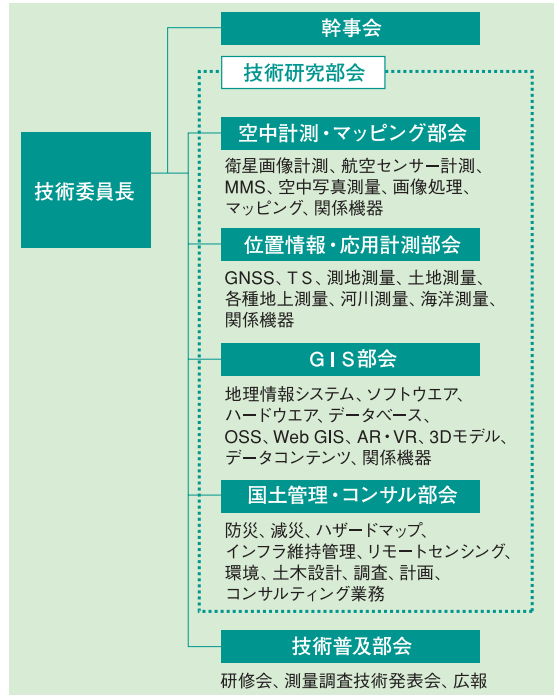 幹事会
技術研究部会
技術委員長
空中計測・マッピング部会
衛星画像計測、航空センサー計測、
MMS、空中写真測量、画像処理、
マッピング、関係機器
位置情報・応用計測部会
GNSS、TS、測地測量、土地測量、
各種地上測量、河川測量、海洋測量、
関係機器
GIS部会
地理情報システム、ソフトウエア、
ハードウエア、データベース、
OSS、Web GIS、AR・VR、3Dモデル、
データコンテンツ、関係機器
国土管理・コンサル部会
防災、減災、ハザードマップ、
インフラ維持管理、リモートセンシング、
環境、土木設計、調査、計画、
コンサルティング業務
技術普及部会
研修会、測量調査技術発表会、広報